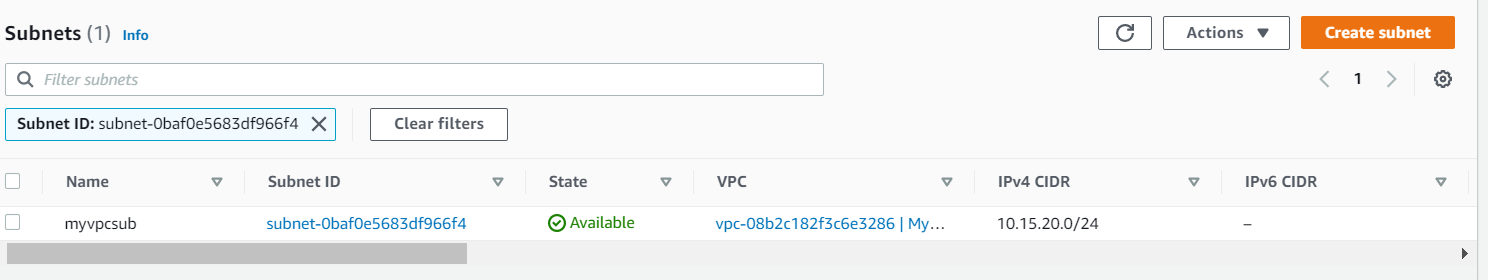 Subnets (1) Info
Actions
Create subnet
Filter subnets
1
Subnet ID: subnet-0baf0e5683df966f4
Clear filters
Name Subnet ID State VPC IPv4 CIDR IPv6 CIDR
myvpcsub subnet-0baf0e5683df966f4 Available vpc-08b2c182f3c6e3286 | My… 10.15.20.0/24 –